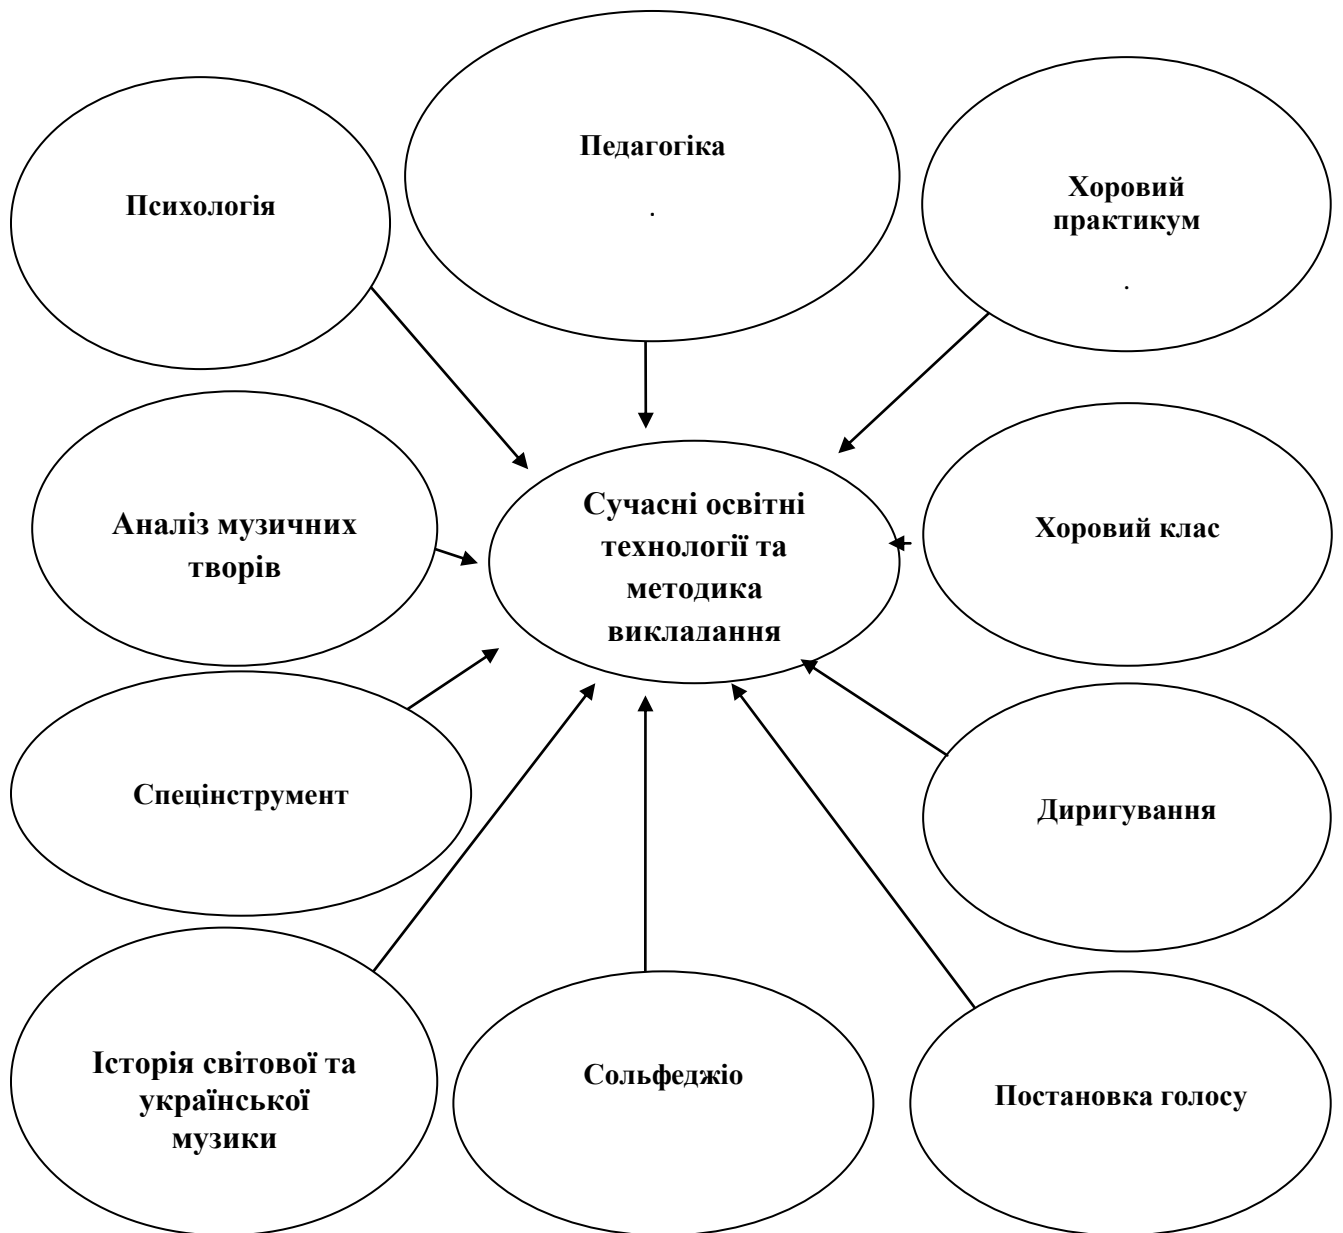 Педагогіка
.
Хоровий
практикум
.
Психологія
Аналіз музичних
творів
Сучасні освітні
технології та
методика
викладання
Хоровий клас
Спецінструмент
Диригування
Історія світової та
української
музики
Сольфеджіо
Постановка голосу